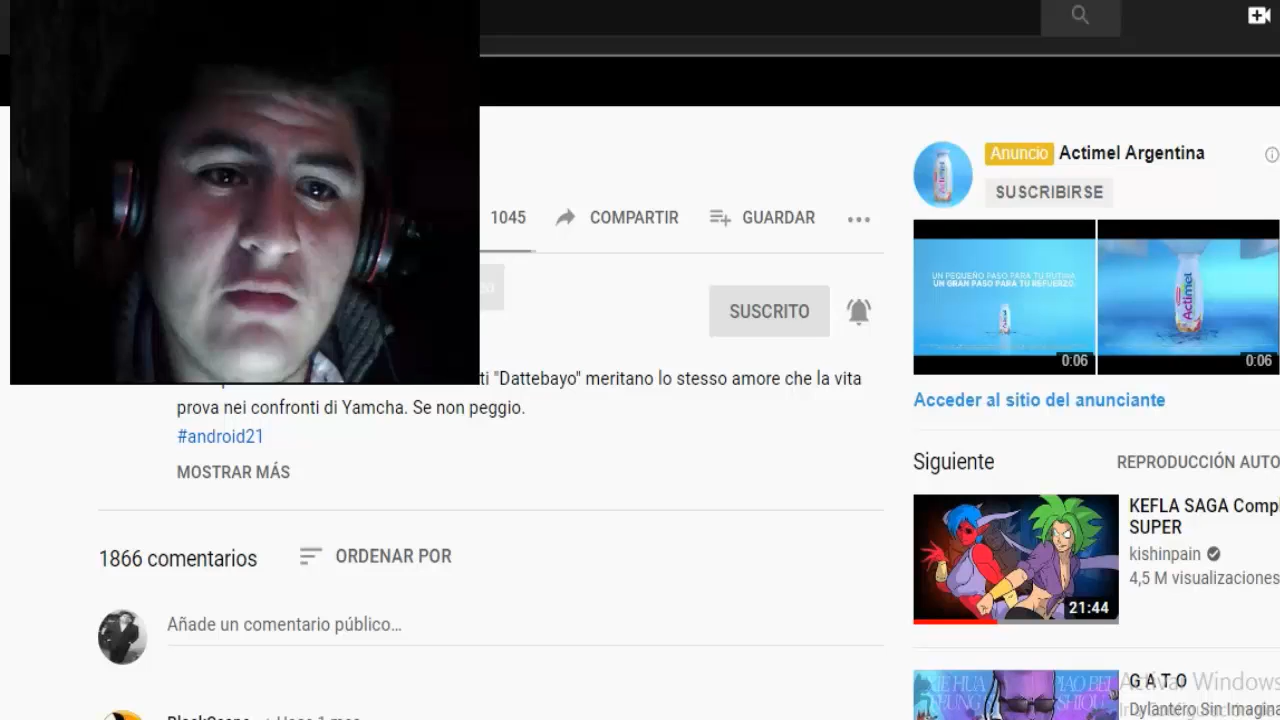 1045
COMPARTIR
GUARDAR
SUSCRITO
"Dattebayo" meritano lo stesso amore che la vita
prova nei confronti di Yamcha. Se non peggio.
#android21
MOSTRAR MÁS
1866 comentarios
ORDENAR POR
Añade un comentario público...
Anuncio Actimel Argentina
SUSCRIBIRSE
UN PEQUEÑO PASO PARA TU RUTINA,
UN GRAN PASO PARA TU REFUERZO.
Actimel
0:06
0:06
Acceder al sitio del anunciante
Siguiente
REPRODUCCIÓN AUTO
KEFLA SAGA Comp
SUPER
kishinpain
4,5 M visualizaciones
21:44
G A T O
Activar Windows
Dylantero Sin Imagina